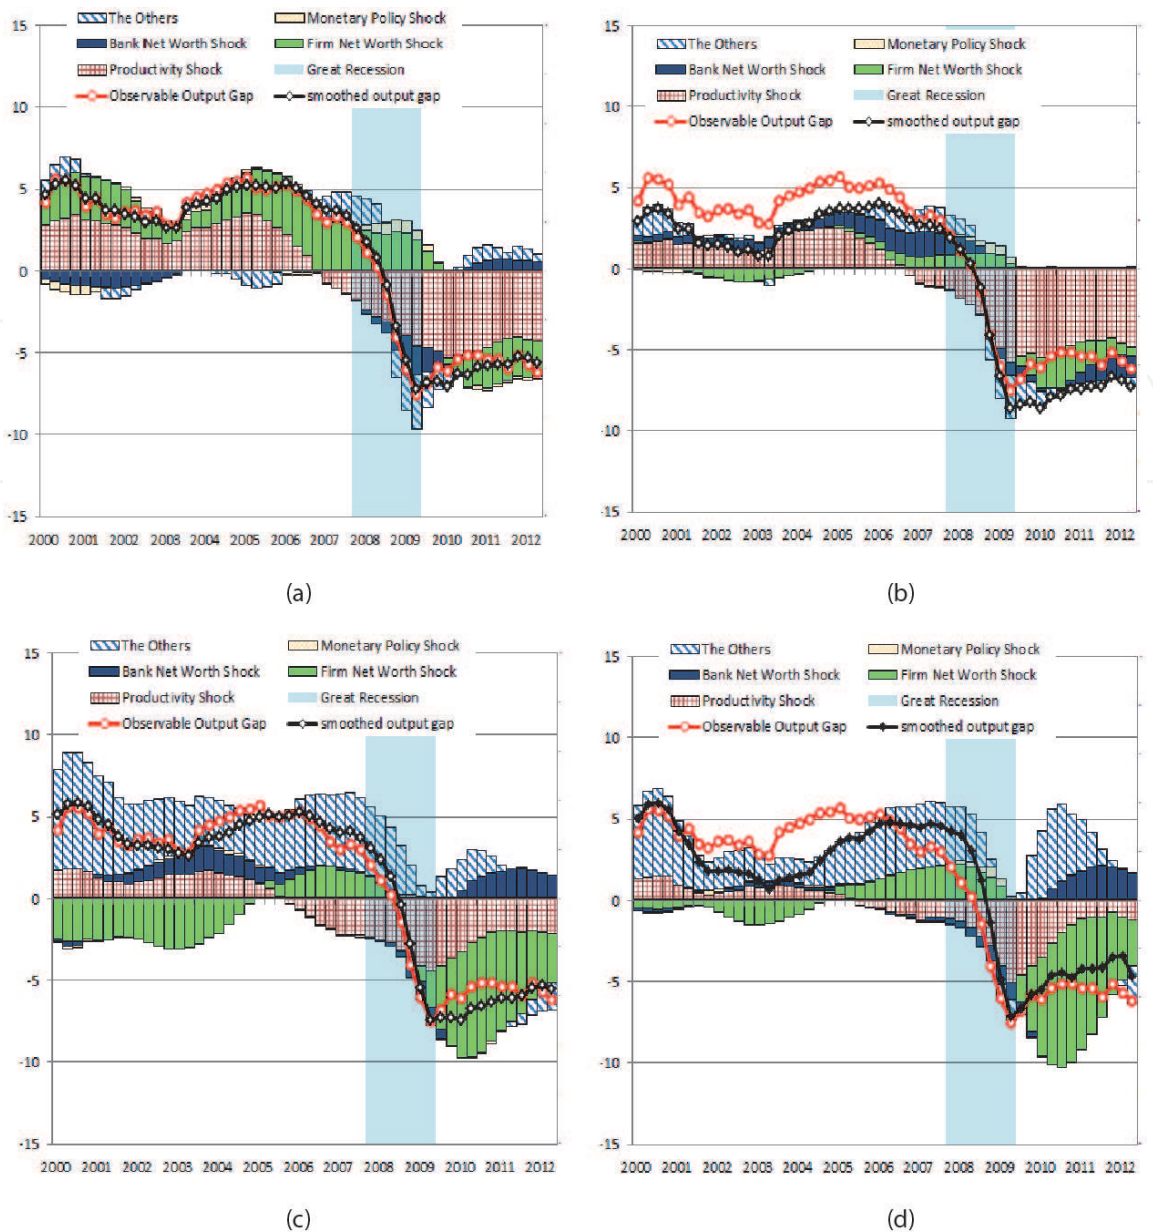 15
The Others Monetary Policy Shock
Bank Net Worth Shock Firm Net Worth Shock
Productivity Shock Great Recession
Observable Output Gap smoothed output gap
10
5
0
-5
-10
-15
2000 2001 2002 2003 2004 2005 2006 2007 2008 2009 2010 2011 2012
(a)
15
The Others Monetary Policy Shock
Bank Net Worth Shock Firm Net Worth Shock
Productivity Shock Great Recession
Observable Output Gap smoothed output gap
10
5
0
-5
-10
-15
2000 2001 2002 2003 2004 2005 2006 2007 2008 2009 2010 2011 2012
(b)
15
The Others Monetary Policy Shock
Bank Net Worth Shock Firm Net Worth Shock
Productivity Shock Great Recession
Observable Output Gap smoothed output gap
10
5
0
-5
-10
-15
2000 2001 2002 2003 2004 2005 2006 2007 2008 2009 2010 2011 2012
(c)
15
The Others Monetary Policy Shock
Bank Net Worth Shock Firm Net Worth Shock
Productivity Shock Great Recession
Observable Output Gap smoothed output gap
10
5
0
-5
-10
-15
2000 2001 2002 2003 2004 2005 2006 2007 2008 2009 2010 2011 2012
(d)